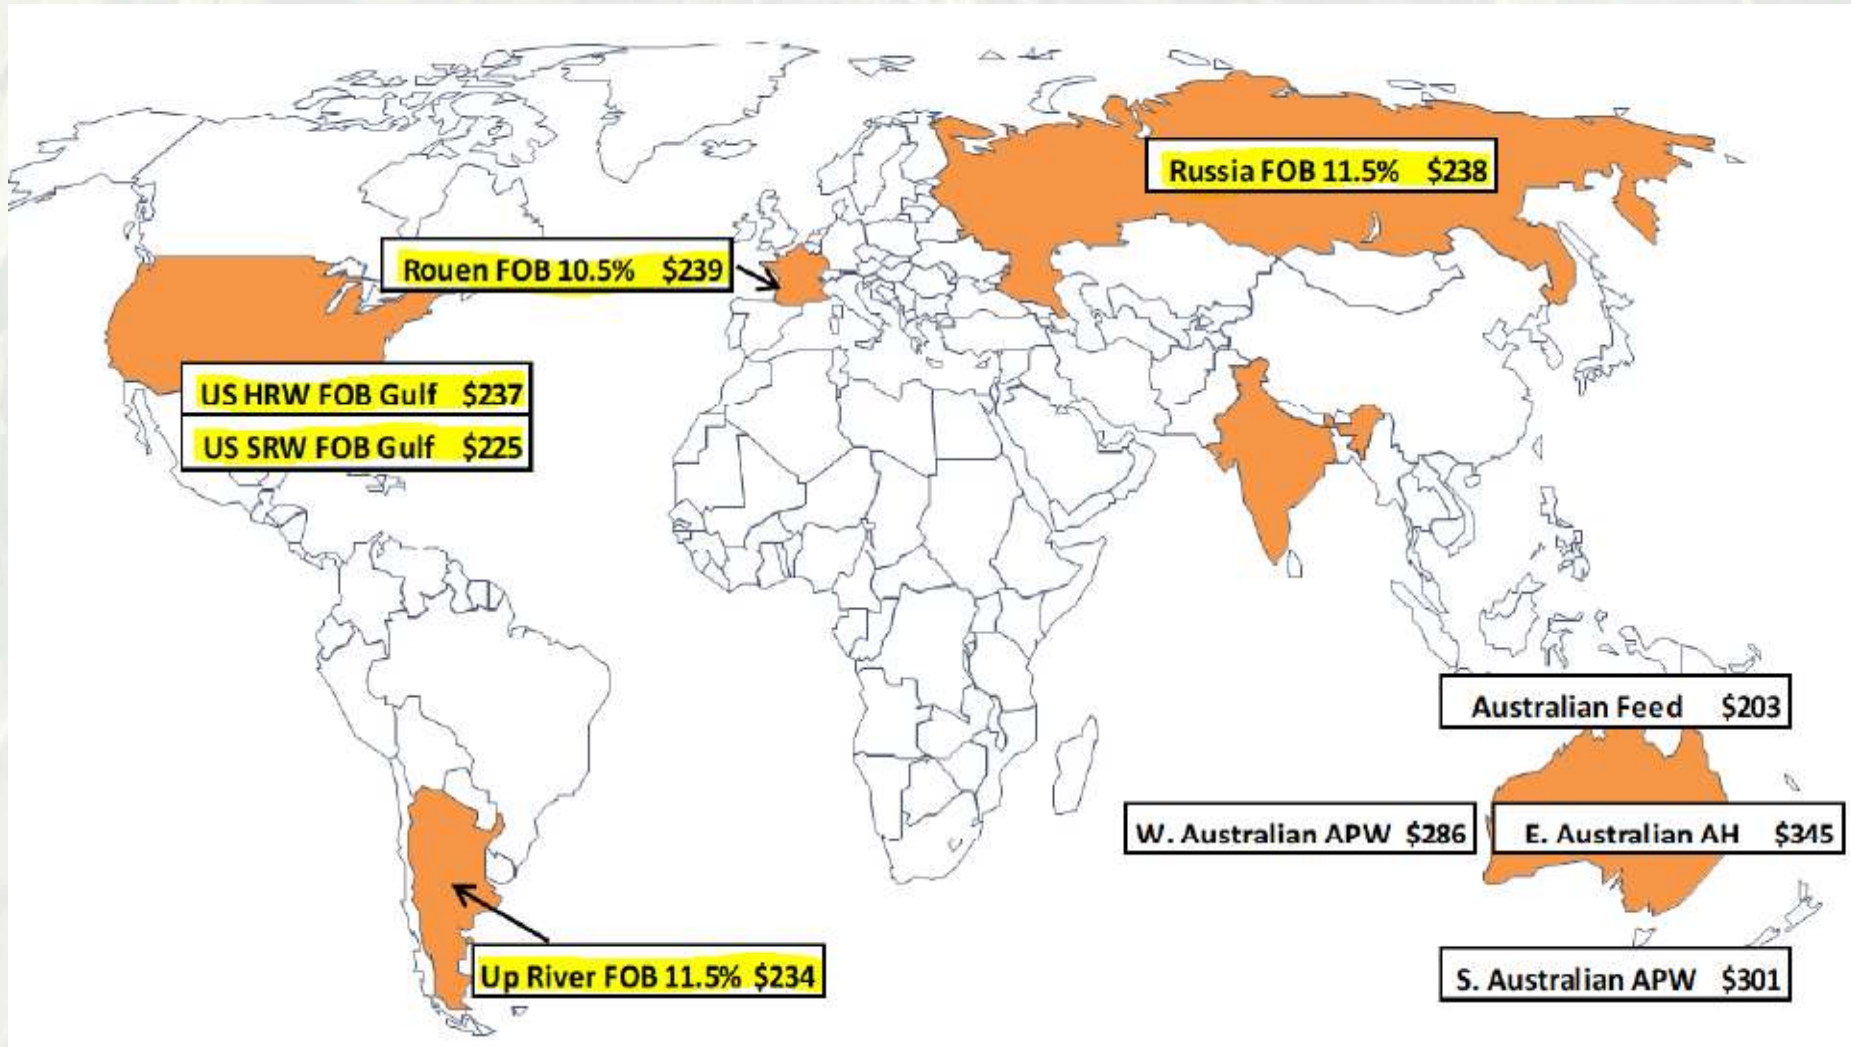 Russia FOB 11.5% $238
Rouen FOB 10.5% $239
US HRW FOB Gulf $237
US SRW FOB Gulf $225
Australian Feed $203
W. Australian APW $286
E. Australian AH $345
Up River FOB 11.5% $234
S. Australian APW $301